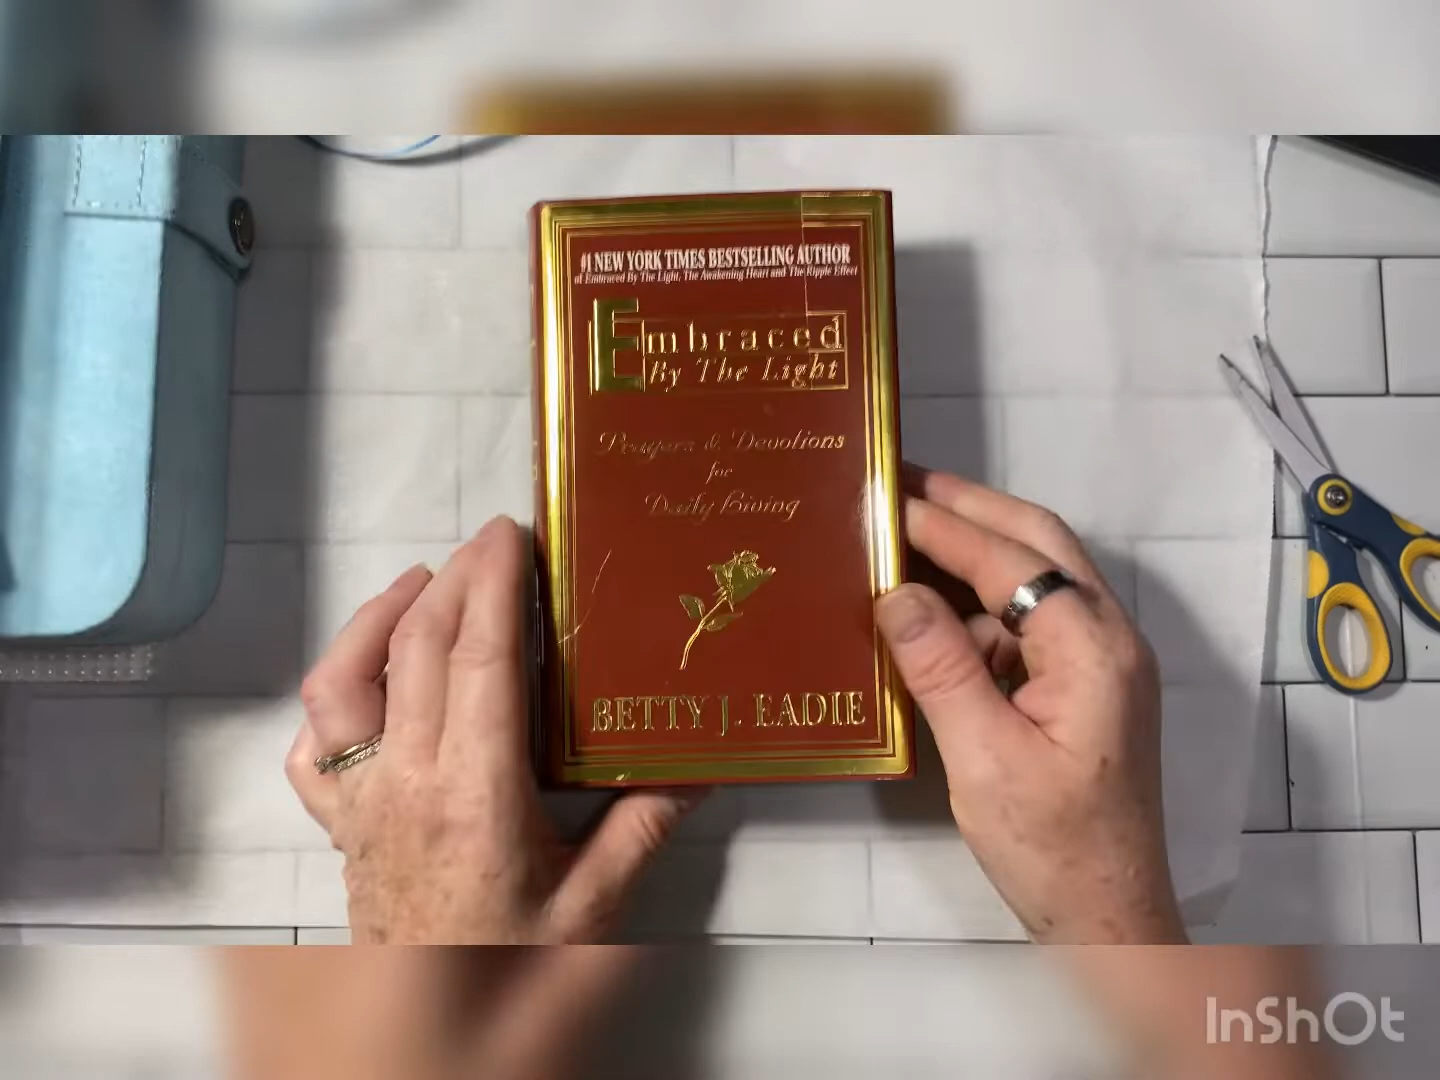 #1 NEW YORK TIMES BESTSELLING AUTHOR
of Embraced By The Light, The Awakening Heart and The Ripple Effect
Embraced
By The Light
Prayers & Devotions
for
Daily Living
BETTY J. EADIE
InShOt